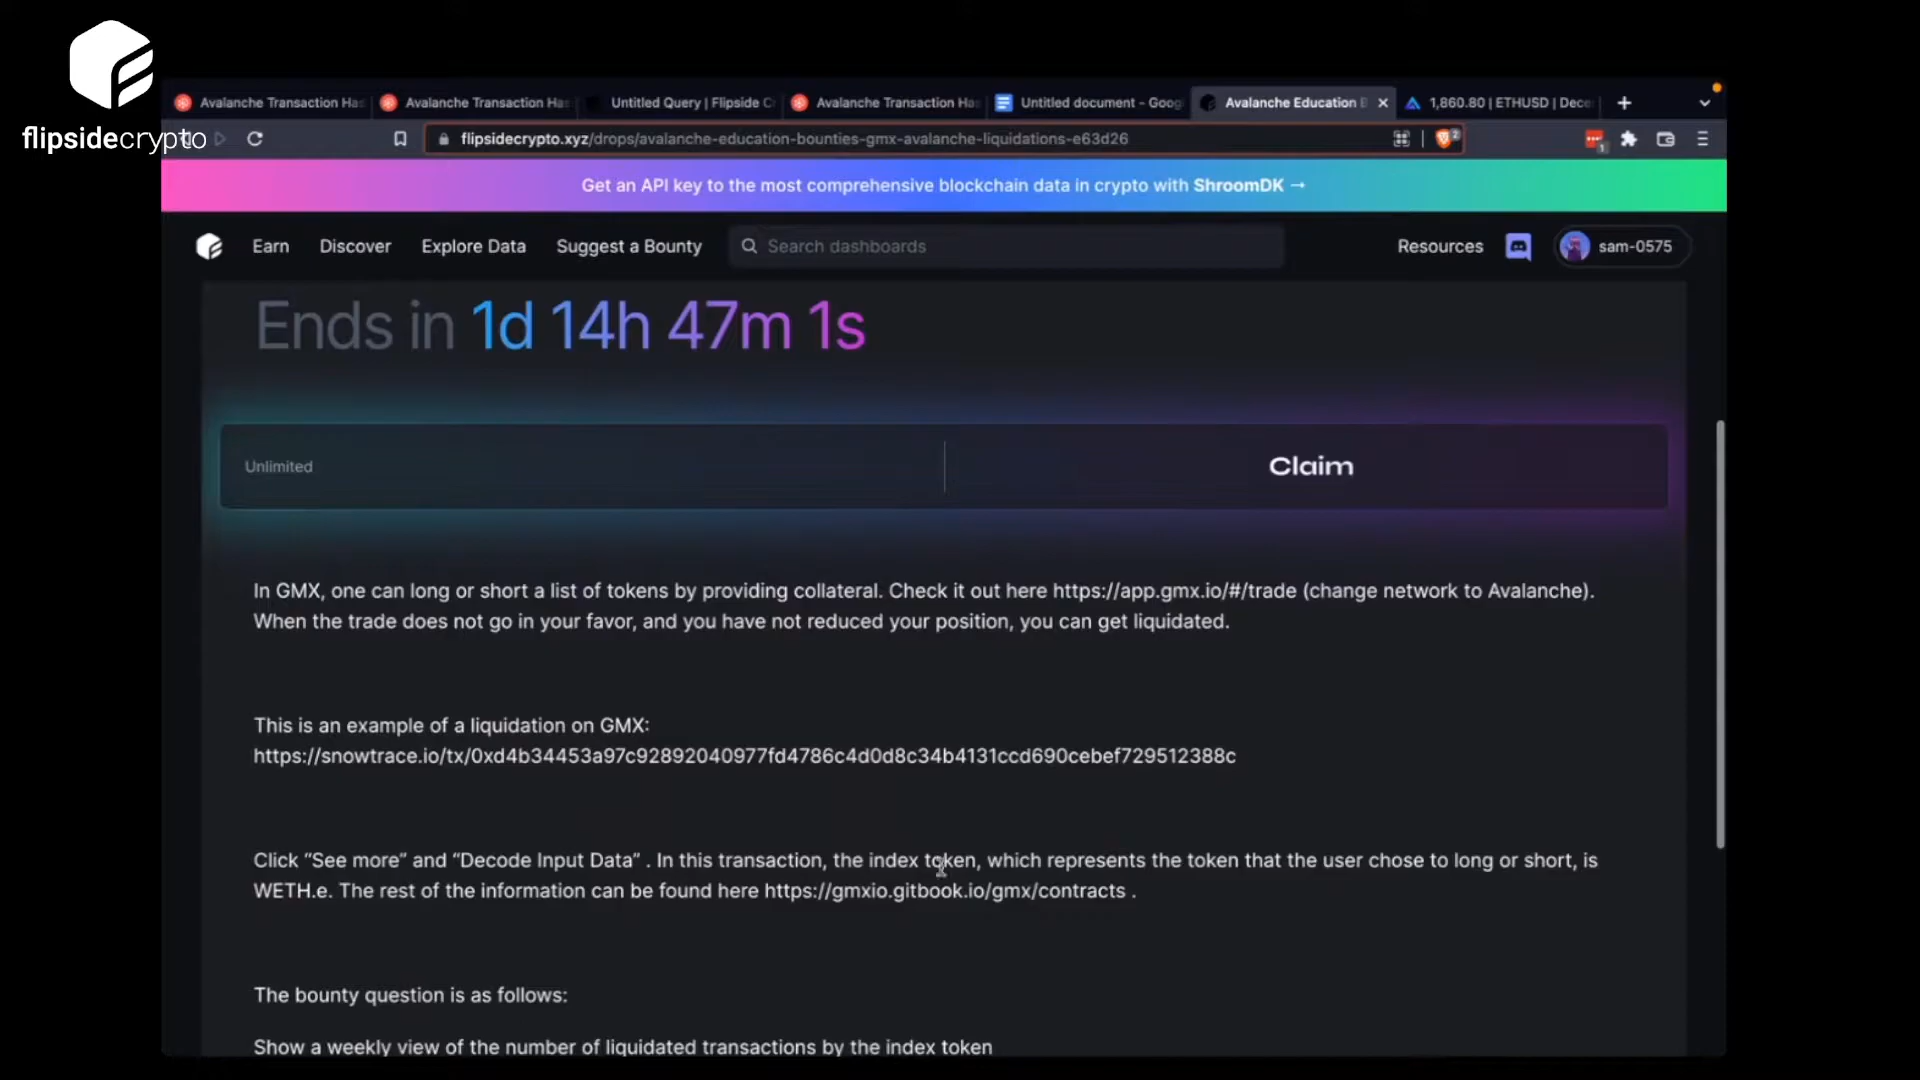 flipsidecrypto
Avalanche Transaction Has
Avalanche Transaction Has
Untitled Query | Flipside C
Avalanche Transaction Has
Untitled document - Goog
Avalanche Education B
1,860.80 | ETHUSD | Dece
flipsidecrypto.xyz/drops/avalanche-education-bounties-gmx-avalanche-liquidations-e63d26
2
1
Get an API key to the most comprehensive blockchain data in crypto with ShroomDK →
Earn
Discover
Explore Data
Suggest a Bounty
Search dashboards
Resources
sam-0575
Ends in 1d 14h 47m 1s
Unlimited
Claim
In GMX, one can long or short a list of tokens by providing collateral. Check it out here https://app.gmx.io/#/trade (change network to Avalanche).
When the trade does not go in your favor, and you have not reduced your position, you can get liquidated.
This is an example of a liquidation on GMX:
https://snowtrace.io/tx/0xd4b34453a97c92892040977fd4786c4d0d8c34b4131ccd690cebef729512388c
Click “See more” and “Decode Input Data” . In this transaction, the index token, which represents the token that the user chose to long or short, is
WETH.e. The rest of the information can be found here https://gmxio.gitbook.io/gmx/contracts .
The bounty question is as follows:
Show a weekly view of the number of liquidated transactions by the index token